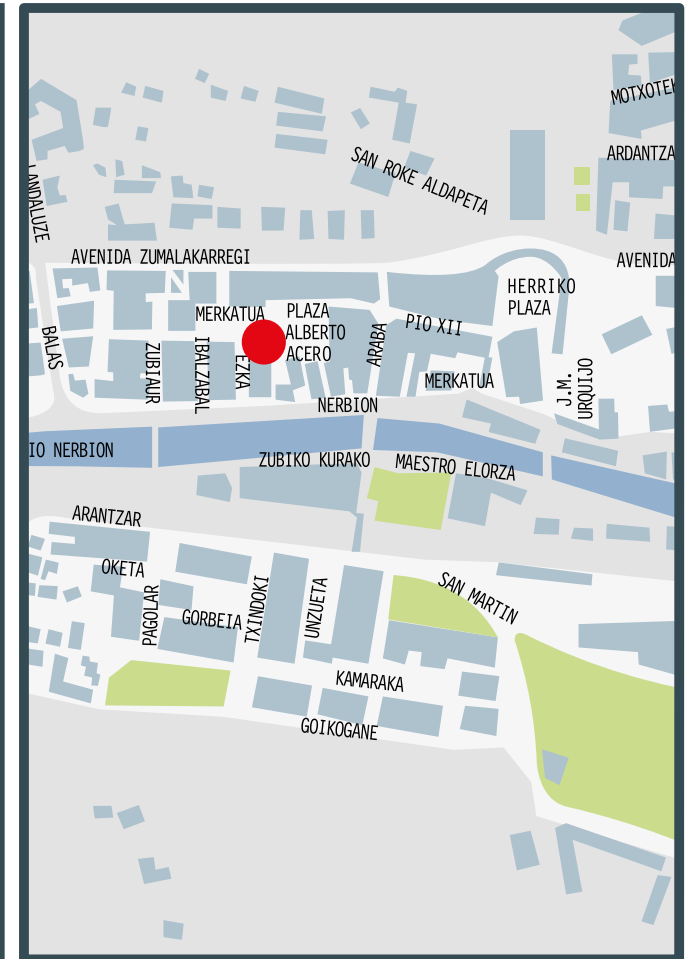 MOTXOTEK
ARDANTZA
SAN ROKE ALDAPETA
LANDALUZE
AVENIDA ZUMALAKARREGI
AVENIDA
HERRIKO
PLAZA
MERKATUA
PLAZA
ALBERTO
ACERO
PIO XII
ARABA
BALAS
ZUBIAUR
IBALZABAL
EZKA
MERKATUA
J.M.
URQUIJO
NERBION
IO NERBION
ZUBIKO KURAKO
MAESTRO ELORZA
ARANTZAR
OKETA
PAGOLAR
GORBEIA
TXINDOKI
UNZUETA
SAN MARTIN
KAMARAKA
GOIKOGANE